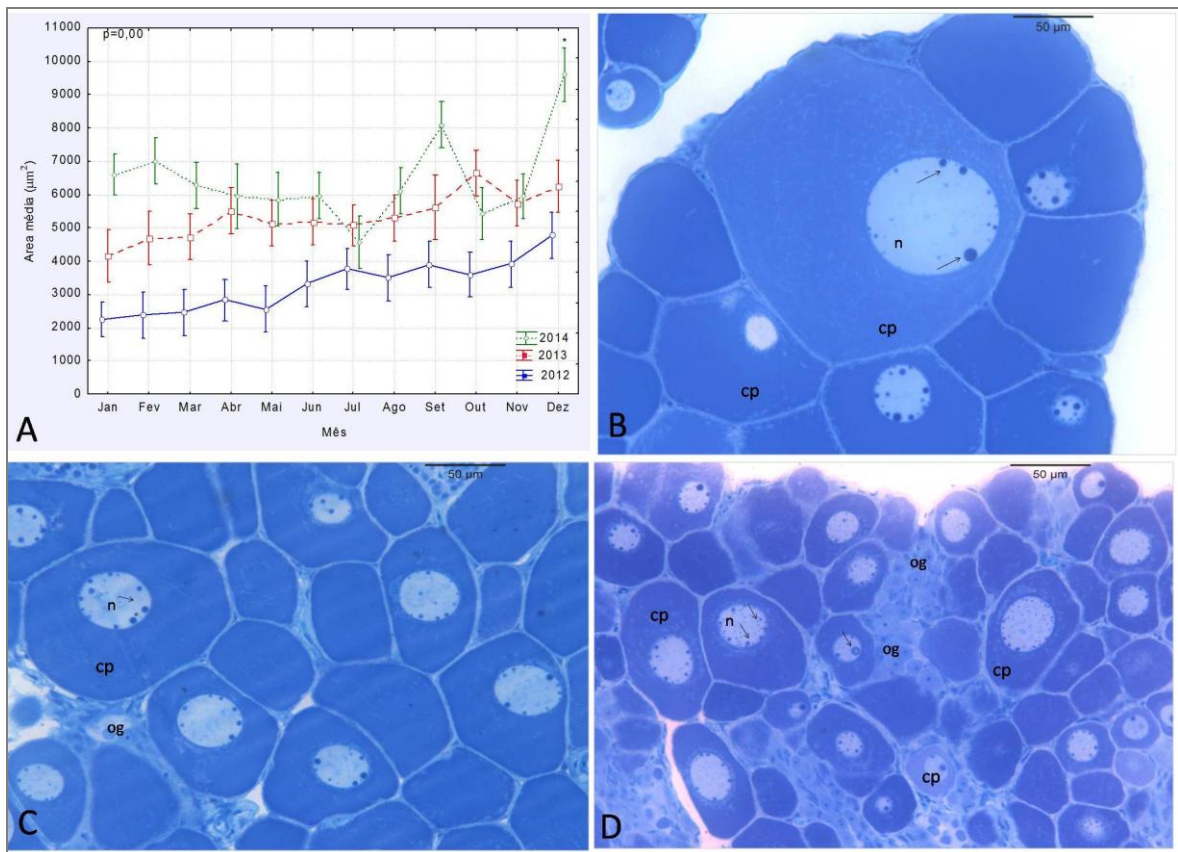 p=0,00
*
11000
10000
9000
8000
7000
6000
5000
4000
3000
2000
1000
0
Area média (µm²)
Jan Fev Mar Abr Mai Jun Jul Ago Set Out Nov Dez
Mês
2014
2013
2012
A
50 µm
n
cp
cp
B
50 µm
n
cp
og
C
50 µm
og
cp
n
og
cp
cp
D